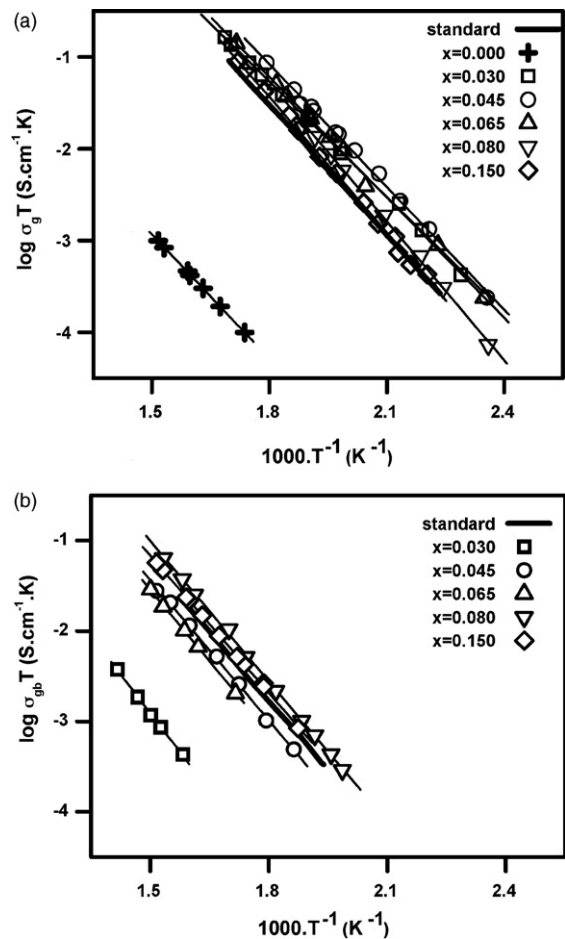 (a)
standard
x=0.000
x=0.030
x=0.045
x=0.065
x=0.080
x=0.150
-1
-2
-3
-4
log σgT (S.cm-1.K)
1.5 1.8 2.1 2.4
1000.T-1 (K-1)
(b)
standard
x=0.030
x=0.045
x=0.065
x=0.080
x=0.150
-1
-2
-3
-4
log σgbT (S.cm-1.K)
1.5 1.8 2.1 2.4
1000.T-1 (K-1)